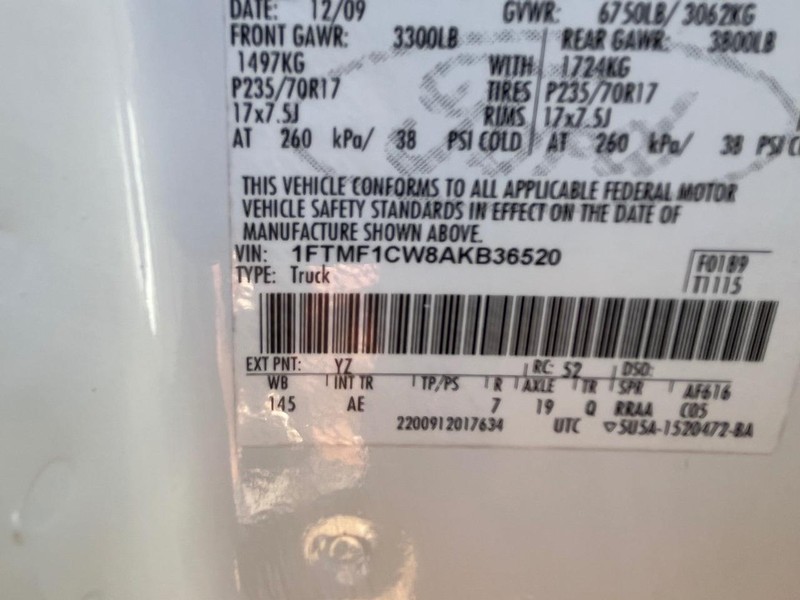 DATE: 12/09 GVWR: 6750LB/ 3062KG
FRONT GAWR: 3300LB REAR GAWR: 3800LB
1497KG WITH 1724KG
P235/70R17 TIRES P235/70R17
17x7.5J RIMS 17x7.5J
AT 260 kPa/ 38 PSI COLD AT 260 kPa/ 38 PSI C
THIS VEHICLE CONFORMS TO ALL APPLICABLE FEDERAL MOTOR
VEHICLE SAFETY STANDARDS IN EFFECT ON THE DATE OF
MANUFACTURE SHOWN ABOVE.
VIN: 1FTMF1CW8AKB36520
F0189
TYPE: Truck
T1115
EXT PNT: YZ RC: 52 DSO:
WB INT TR TP/PS R AXLE TR SPR AF616
145 AE 7 19 Q RRAA C05
2200912017634 UTC ▽5U5A-1520472-BA